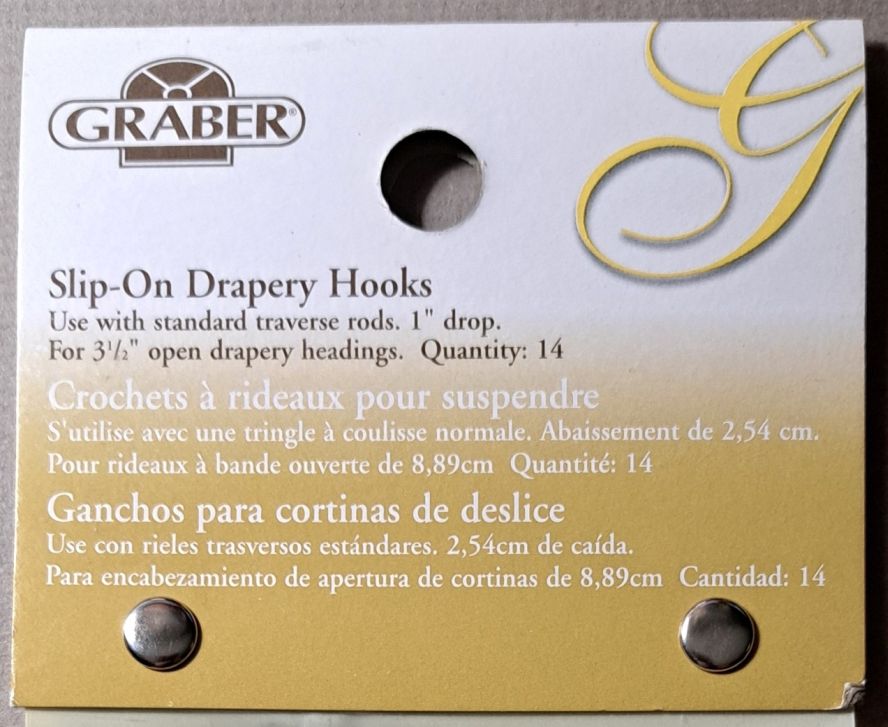 GRABER®
G
Slip-On Drapery Hooks
Use with standard traverse rods. 1" drop.
For 3 1/2" open drapery headings. Quantity: 14
Crochets à rideaux pour suspendre
S'utilise avec une tringle à coulisse normale. Abaissement de 2,54 cm.
Pour rideaux à bande ouverte de 8,89cm Quantité: 14
Ganchos para cortinas de deslice
Use con rieles trasversos estándares. 2,54cm de caída.
Para encabezamiento de apertura de cortinas de 8,89cm Cantidad: 14